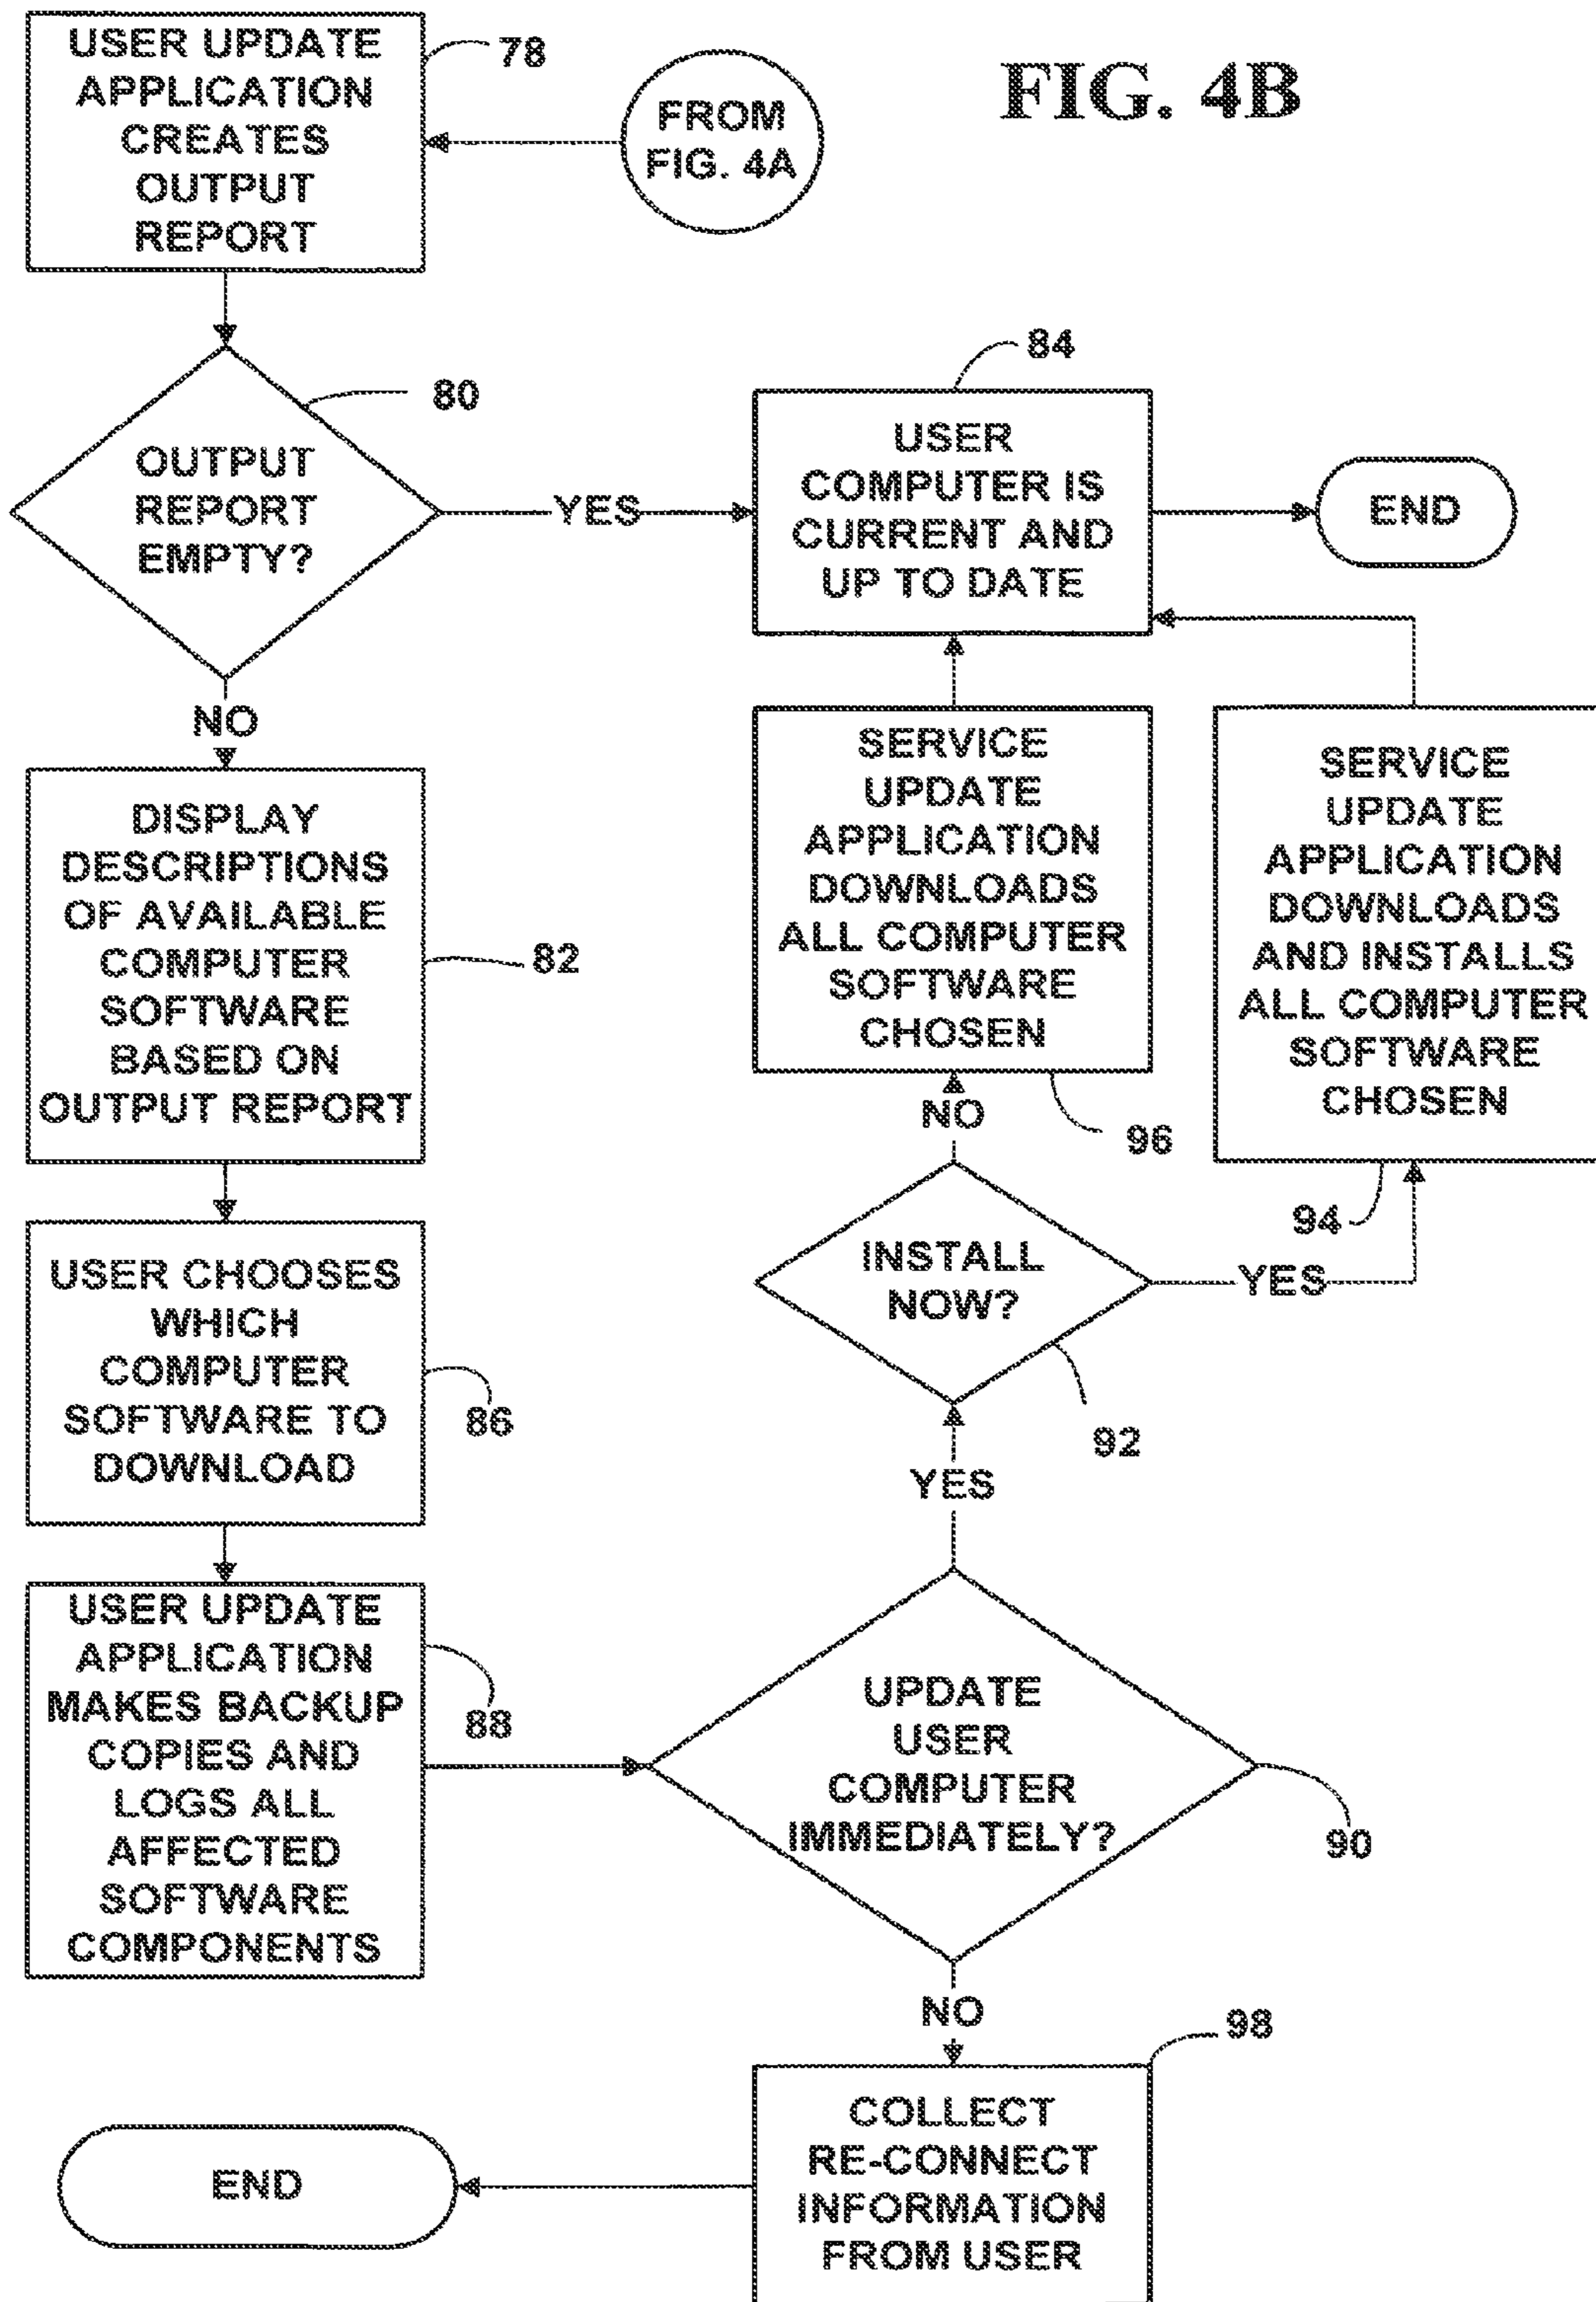 FIG. 4B
USER UPDATE
APPLICATION
CREATES
OUTPUT
REPORT
78
FROM
FIG. 4A
OUTPUT
REPORT
EMPTY?
80
YES
NO
84
USER
COMPUTER IS
CURRENT AND
UP TO DATE
END
DISPLAY
DESCRIPTIONS
OF AVAILABLE
COMPUTER
SOFTWARE
BASED ON
OUTPUT REPORT
82
SERVICE
UPDATE
APPLICATION
DOWNLOADS
ALL COMPUTER
SOFTWARE
CHOSEN
96
SERVICE
UPDATE
APPLICATION
DOWNLOADS
AND INSTALLS
ALL COMPUTER
SOFTWARE
CHOSEN
94
NO
INSTALL
NOW?
YES
92
USER CHOOSES
WHICH
COMPUTER
SOFTWARE TO
DOWNLOAD
86
YES
USER UPDATE
APPLICATION
MAKES BACKUP
COPIES AND
LOGS ALL
AFFECTED
SOFTWARE
COMPONENTS
88
UPDATE
USER
COMPUTER
IMMEDIATELY?
90
NO
98
COLLECT
RE-CONNECT
INFORMATION
FROM USER
END